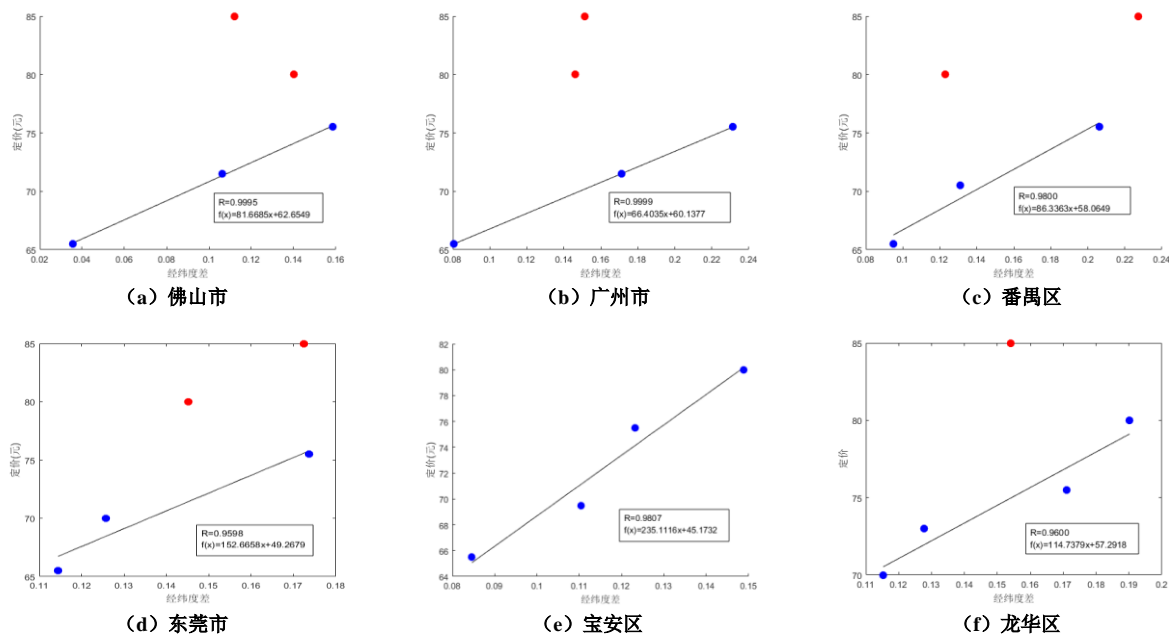 85
80
75
70
65
定价(元)
R=0.9995
f(x)=81.6685x+62.6549
0.02 0.04 0.06 0.08 0.1 0.12 0.14 0.16
经纬度差
（a）佛山市
85
80
75
70
65
定价(元)
R=0.9999
f(x)=66.4035x+60.1377
0.08 0.1 0.12 0.14 0.16 0.18 0.2 0.22 0.24
经纬度差
（b）广州市
85
80
75
70
65
定价(元)
R=0.9800
f(x)=86.3363x+58.0649
0.08 0.1 0.12 0.14 0.16 0.18 0.2 0.22 0.24
经纬度差
（c）番禺区
85
80
75
70
65
定价(元)
R=0.9598
f(x)=152.6658x+49.2679
0.11 0.12 0.13 0.14 0.15 0.16 0.17 0.18
经纬度差
（d）东莞市
82
80
78
76
74
72
70
68
66
64
定价(元)
R=0.9807
f(x)=235.1116x+45.1732
0.08 0.09 0.1 0.11 0.12 0.13 0.14 0.15
经纬度差
（e）宝安区
85
80
75
70
定价
R=0.9600
f(x)=114.7379x+57.2918
0.11 0.12 0.13 0.14 0.15 0.16 0.17 0.18 0.19 0.2
经纬度差
（f）龙华区